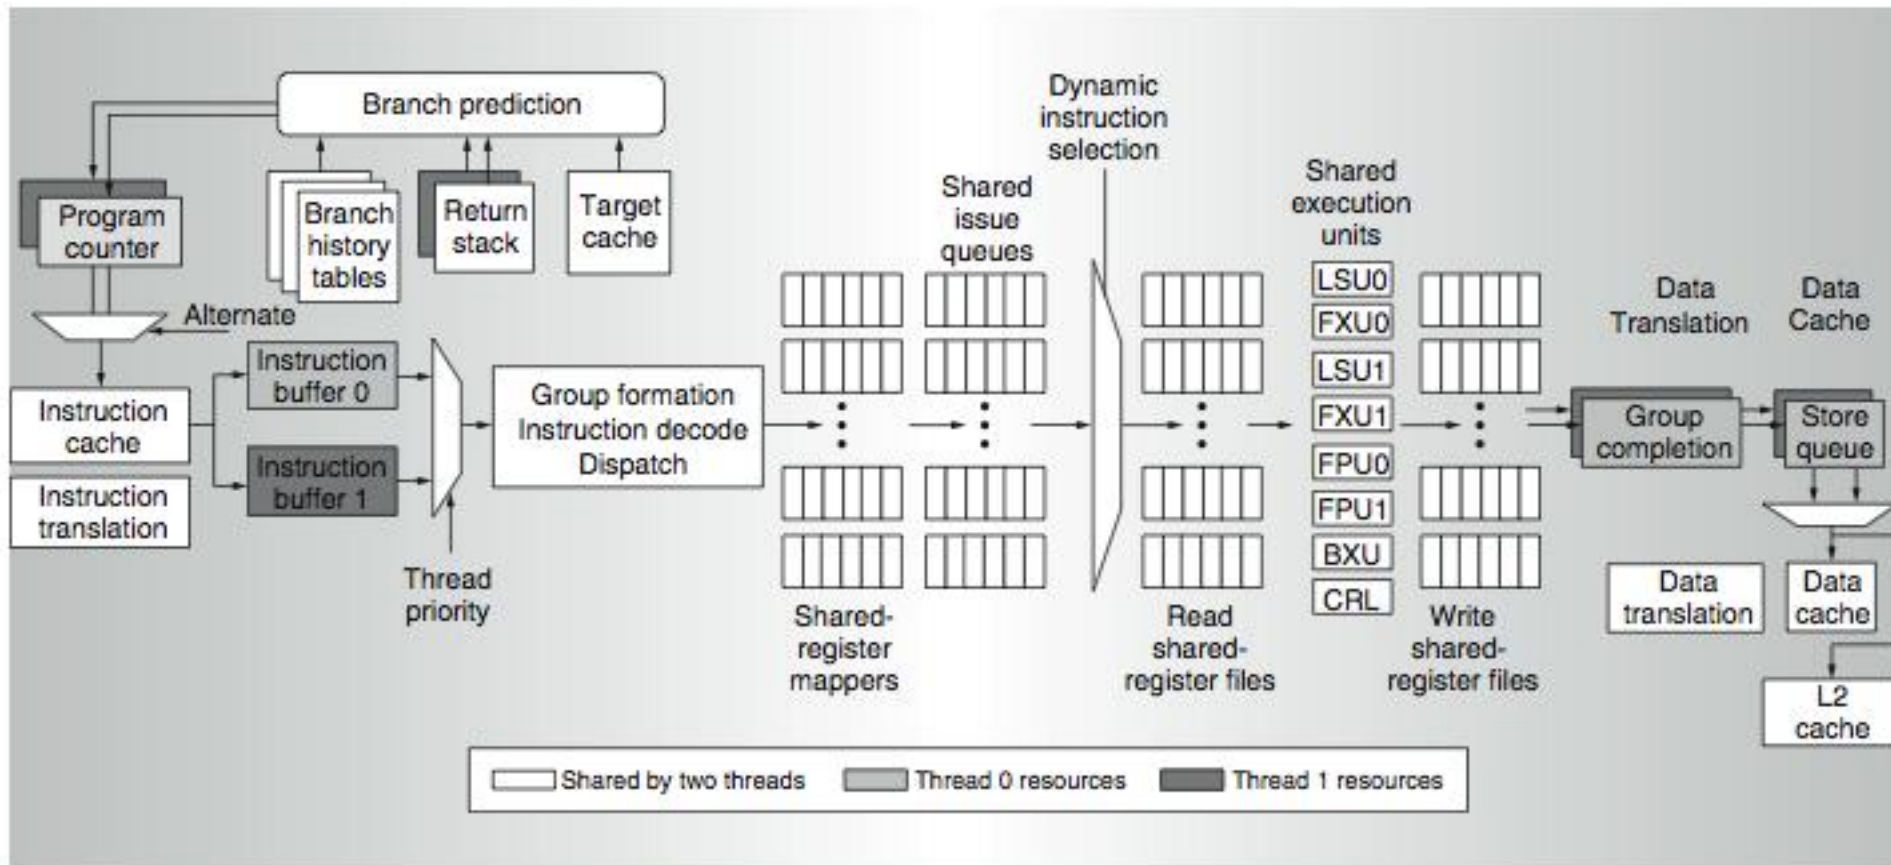 Branch prediction
Program
counter
Branch
history
tables
Return
stack
Target
cache
Alternate
Instruction
cache
Instruction
translation
Instruction
buffer 0
Instruction
buffer 1
Thread
priority
Group formation
Instruction decode
Dispatch
Shared-
register
mappers
Shared
issue
queues
Dynamic
instruction
selection
Read
shared-
register files
Shared
execution
units
LSU0
FXU0
LSU1
FXU1
FPU0
FPU1
BXU
CRL
Write
shared-
register files
Data
Translation
Data
Cache
Group
completion
Store
queue
Data
translation
Data
cache
L2
cache
Shared by two threads
Thread 0 resources
Thread 1 resources